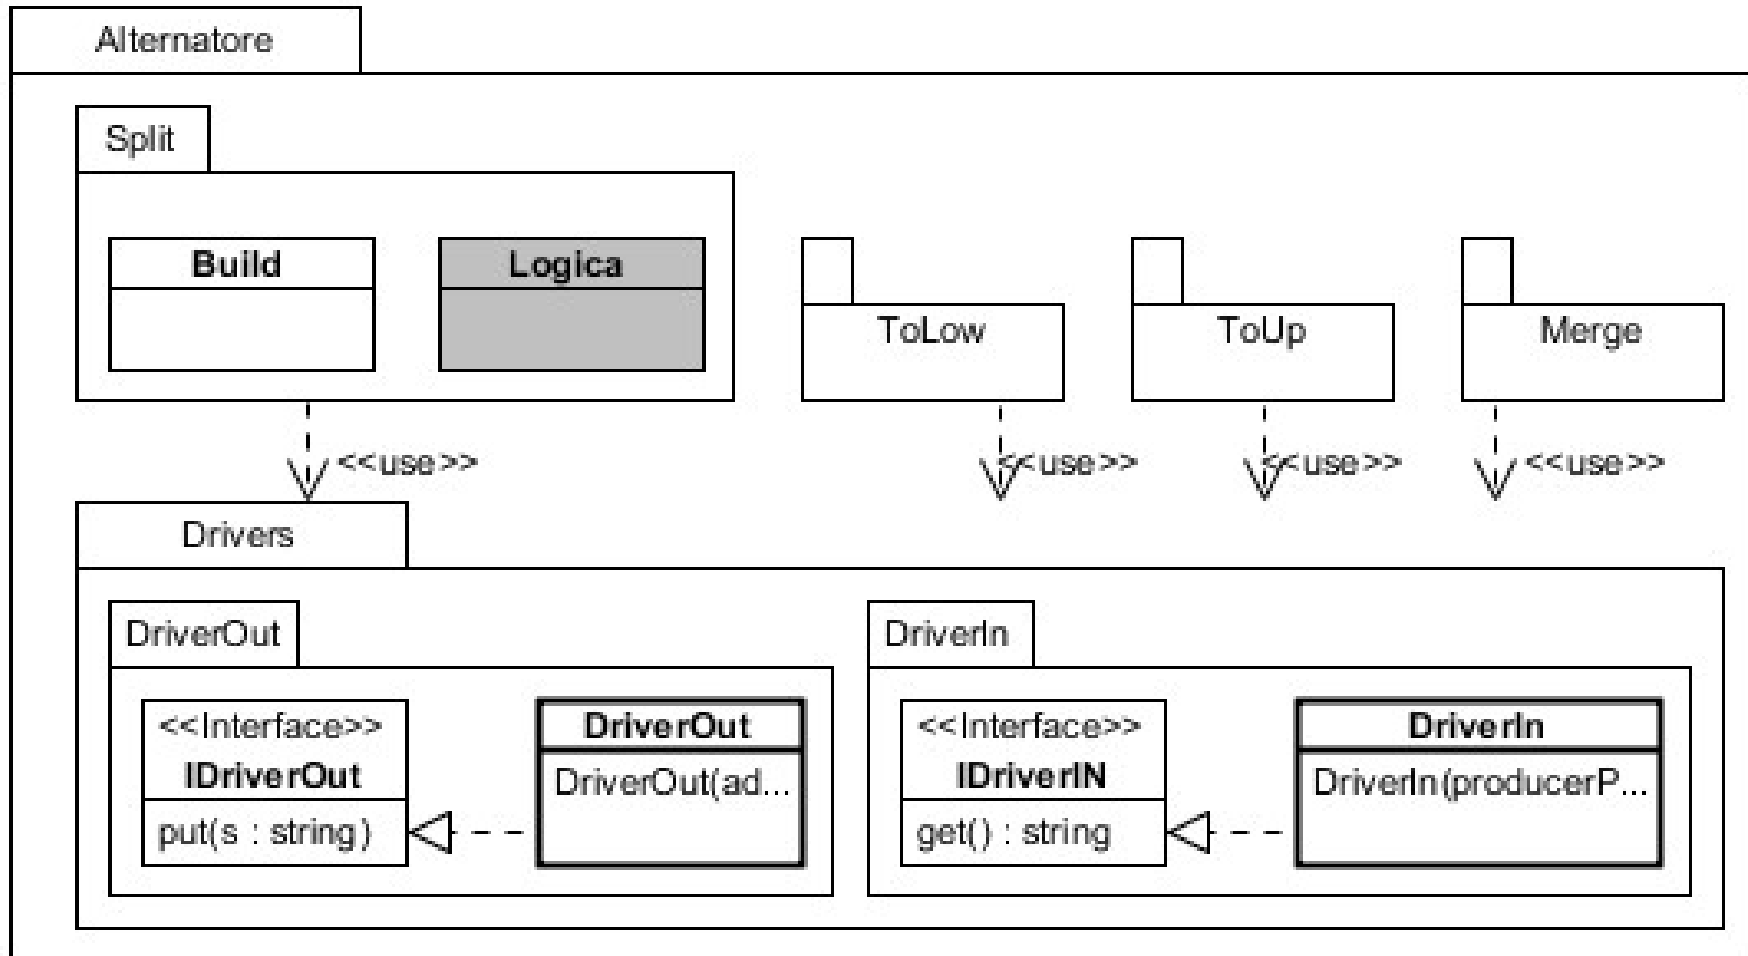 Alternatore
Split
Build
Logica
ToLow
ToUp
Merge
<<use>>
<<use>>
<<use>>
<<use>>
Drivers
DriverOut
DriverIn
<<Interface>>
IDriverOut
put(s : string)
DriverOut
DriverOut(ad...
<<Interface>>
IDriverIN
get() : string
DriverIn
DriverIn(producerP...